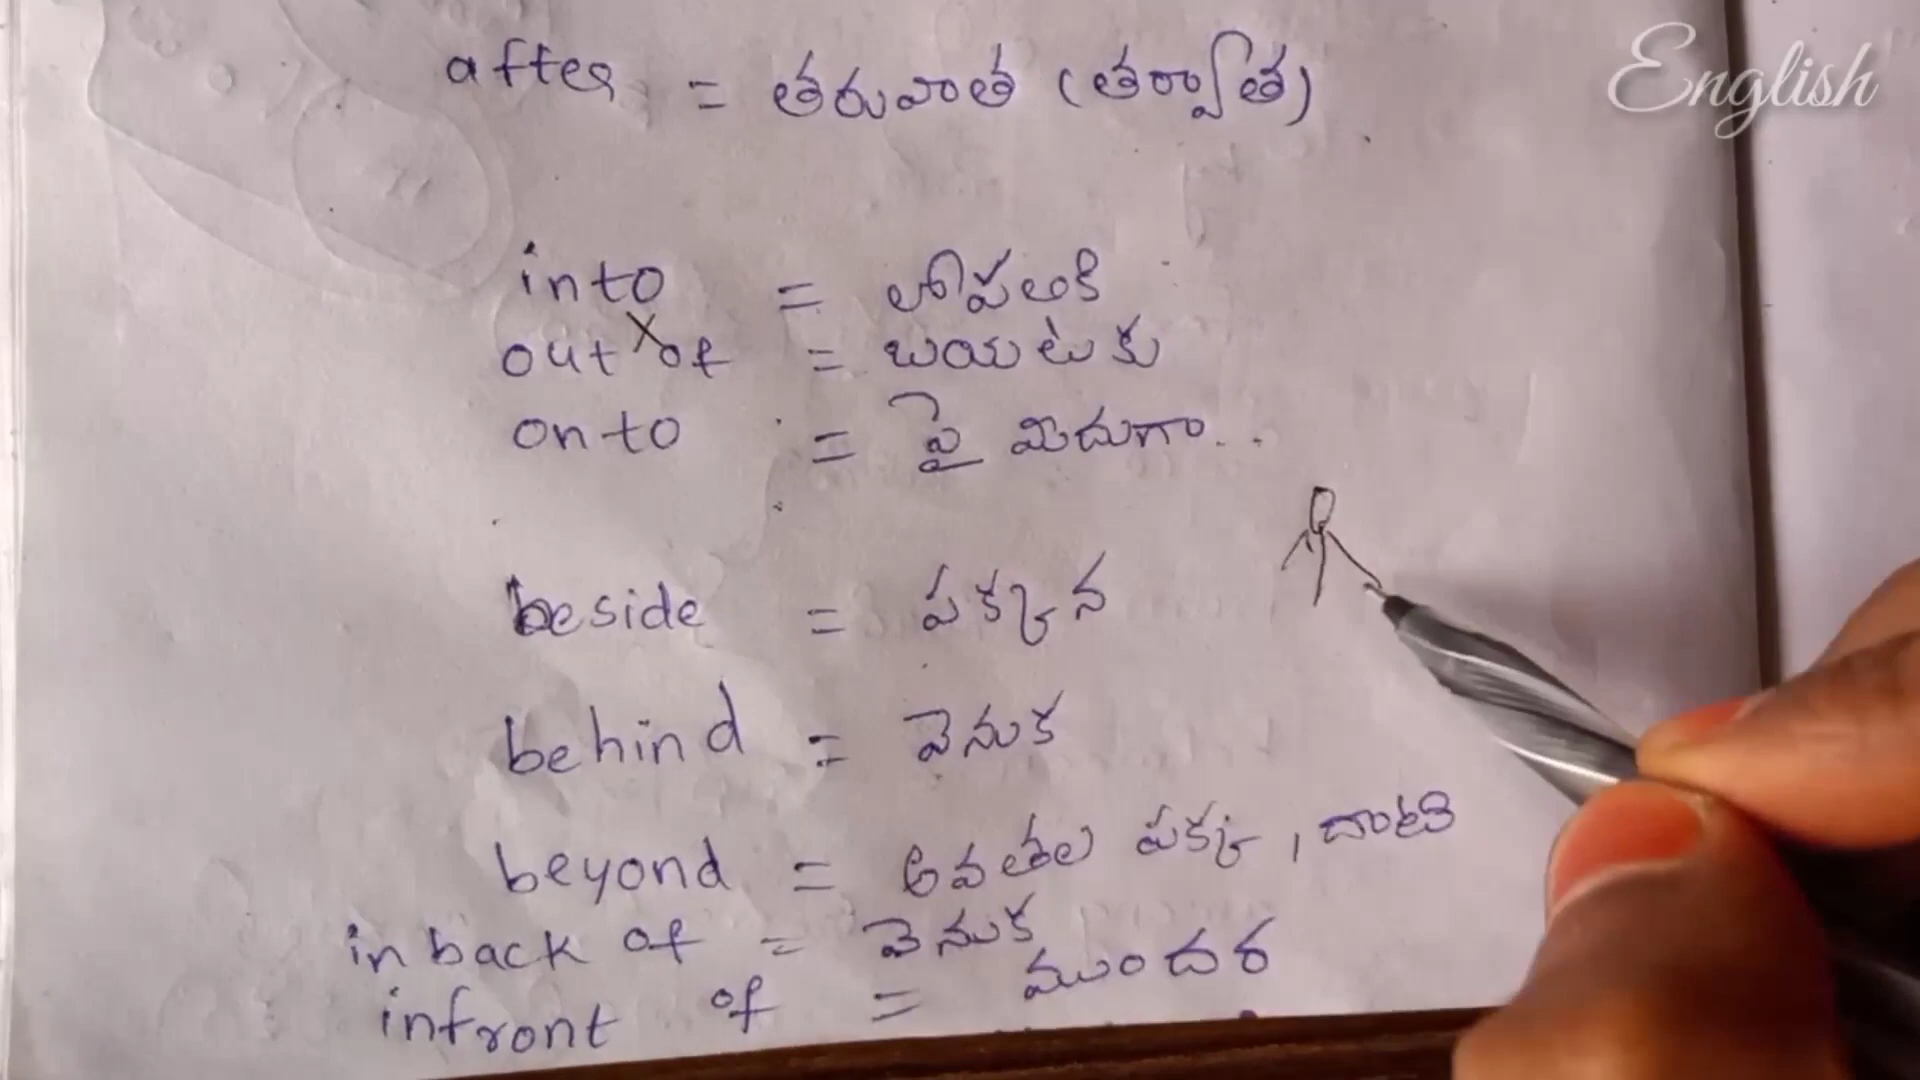 English
after = తరువాత (తర్వాత)
into = లోపలకి
out of = బయటకు
onto = పై మీదుగా..
beside = పక్కన
behind = వెనుక
beyond = అవతల పక్క, దాటి
in back of = వెనుక
infront of = ముందర